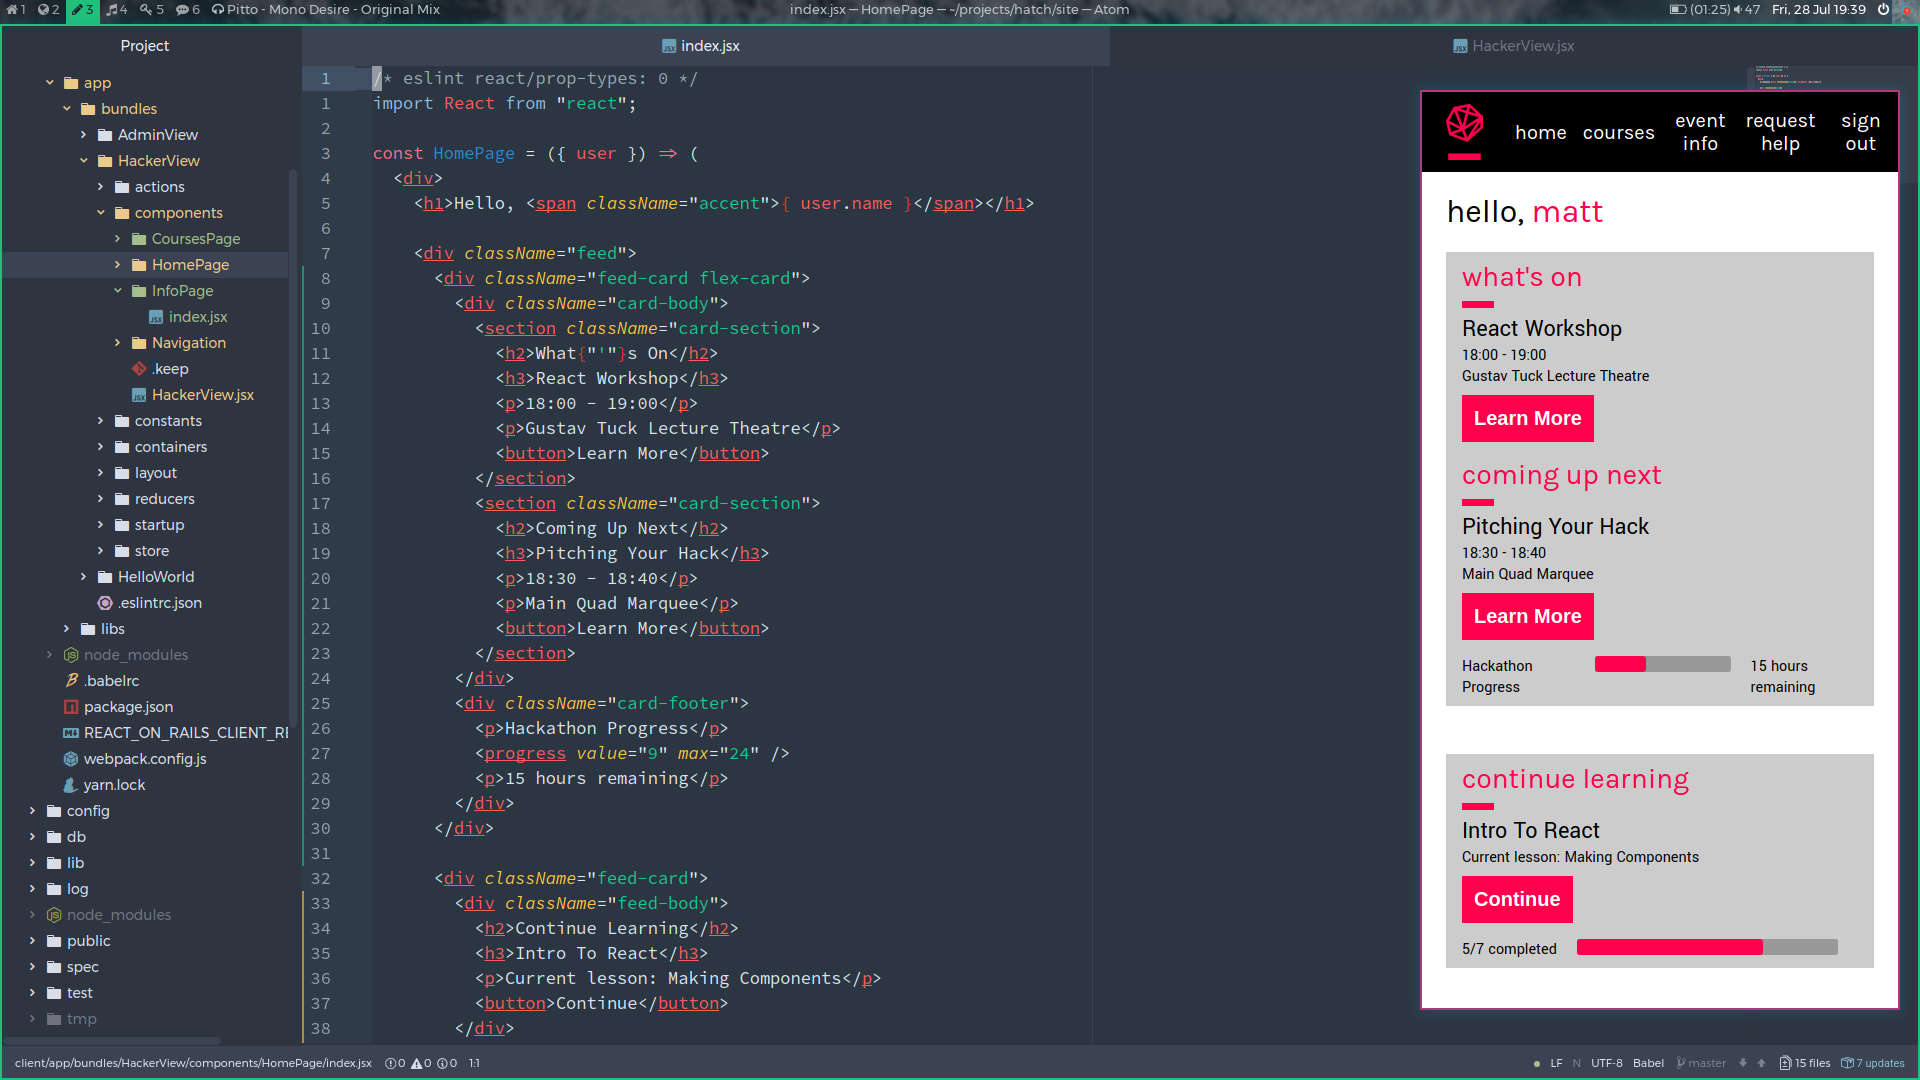 1 2 3 4 5 6 Pitto - Mono Desire - Original Mix
index.jsx — HomePage — ~/projects/hatch/site — Atom
(01:25) 47 Fri, 28 Jul 19:39
Project
app
bundles
AdminView
HackerView
actions
components
CoursesPage
HomePage
InfoPage
index.jsx
Navigation
.keep
HackerView.jsx
constants
containers
layout
reducers
startup
store
HelloWorld
.eslintrc.json
libs
node_modules
.babelrc
package.json
REACT_ON_RAILS_CLIENT_RE
webpack.config.js
yarn.lock
config
db
lib
log
node_modules
public
spec
test
tmp
index.jsx
HackerView.jsx
1 /* eslint react/prop-types: 0 */
1 import React from "react";
2
3 const HomePage = ({ user }) => (
4 <div>
5 <h1>Hello, <span className="accent">{ user.name }</span></h1>
6
7 <div className="feed">
8 <div className="feed-card flex-card">
9 <div className="card-body">
10 <section className="card-section">
11 <h2>What{"'"}s On</h2>
12 <h3>React Workshop</h3>
13 <p>18:00 - 19:00</p>
14 <p>Gustav Tuck Lecture Theatre</p>
15 <button>Learn More</button>
16 </section>
17 <section className="card-section">
18 <h2>Coming Up Next</h2>
19 <h3>Pitching Your Hack</h3>
20 <p>18:30 - 18:40</p>
21 <p>Main Quad Marquee</p>
22 <button>Learn More</button>
23 </section>
24 </div>
25 <div className="card-footer">
26 <p>Hackathon Progress</p>
27 <progress value="9" max="24" />
28 <p>15 hours remaining</p>
29 </div>
30 </div>
31
32 <div className="feed-card">
33 <div className="feed-body">
34 <h2>Continue Learning</h2>
35 <h3>Intro To React</h3>
36 <p>Current lesson: Making Components</p>
37 <button>Continue</button>
38 </div>
home courses event info request help sign out
hello, matt
what's on
React Workshop
18:00 - 19:00
Gustav Tuck Lecture Theatre
Learn More
coming up next
Pitching Your Hack
18:30 - 18:40
Main Quad Marquee
Learn More
Hackathon Progress
15 hours remaining
continue learning
Intro To React
Current lesson: Making Components
Continue
5/7 completed
client/app/bundles/HackerView/components/HomePage/index.jsx 0 0 0 1:1
LF N UTF-8 Babel master 15 files 7 updates